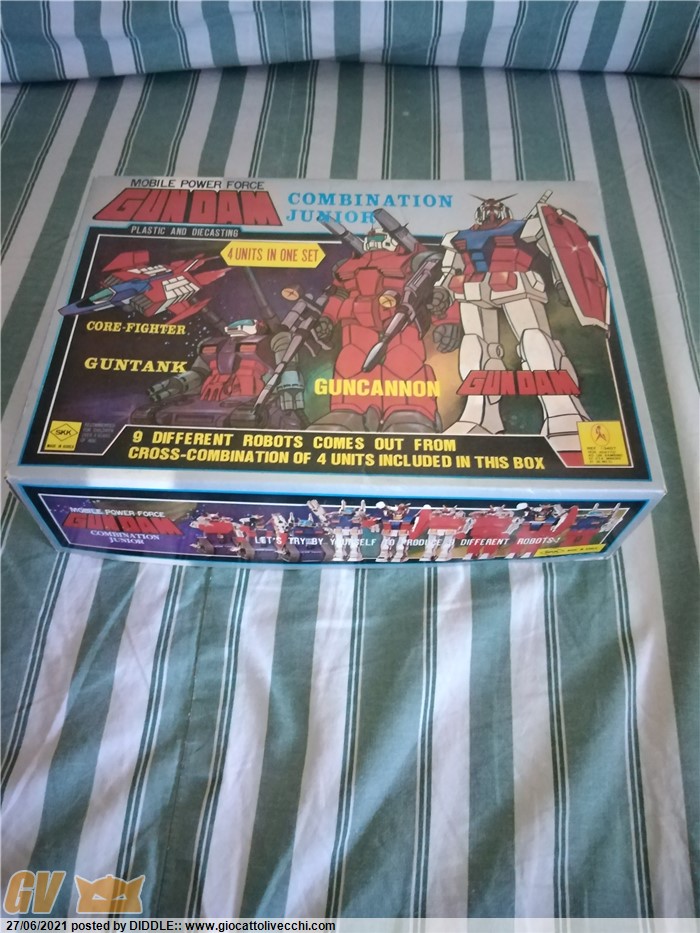 MOBILE POWER FORCE
GUNDAM
COMBINATION
JUNIOR
PLASTIC AND DIECASTING
4 UNITS IN ONE SET
CORE-FIGHTER
GUNTANK
GUNCANNON
GUNDAM
SKK
9 DIFFERENT ROBOTS COMES OUT FROM
CROSS-COMBINATION OF 4 UNITS INCLUDED IN THIS BOX
MOBILE POWER FORCE
GUNDAM
COMBINATION
JUNIOR
LET'S TRY BY YOURSELF TO PRODUCE 9 DIFFERENT ROBOTS!
GV
27/06/2021 posted by DIDDLE:: www.giocattolivecchi.com